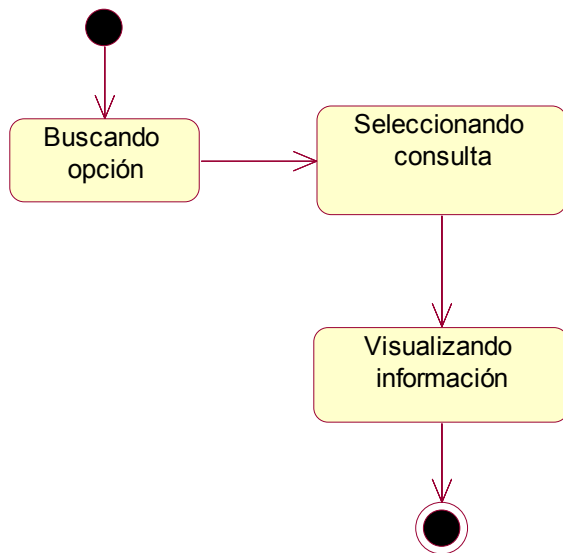 Buscando
opción
Seleccionando
consulta
Visualizando
información